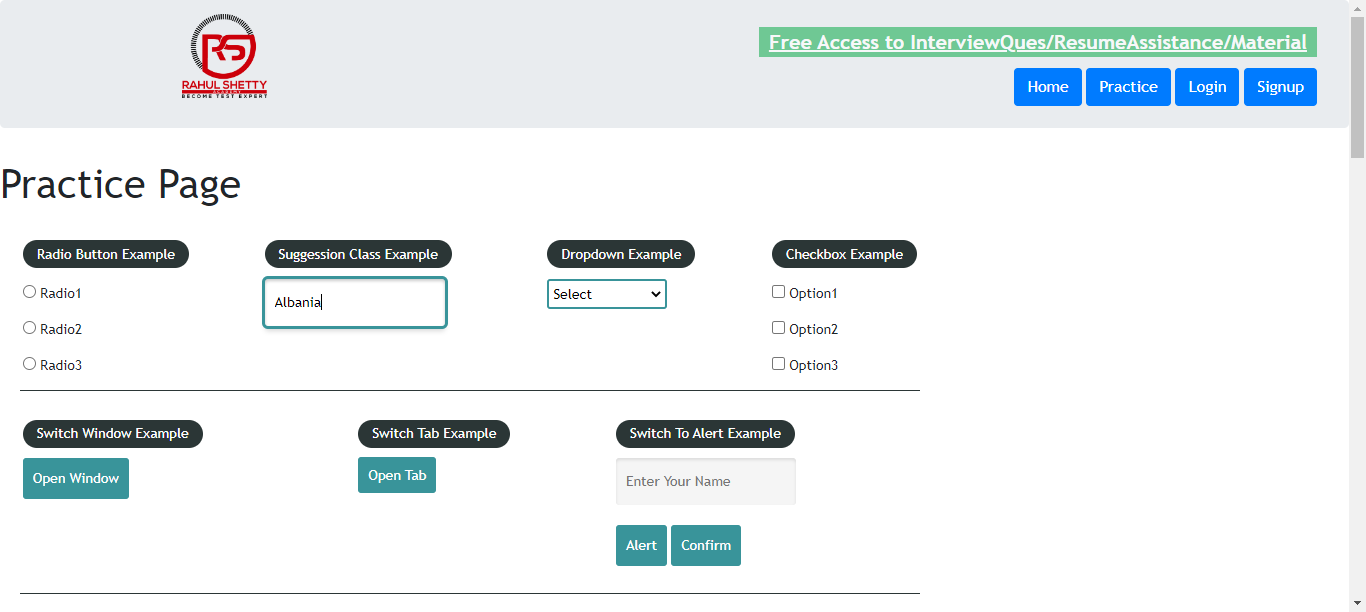 RS
RAHUL SHETTY
ACADEMY
BECOME TEST EXPERT
Free Access to InterviewQues/ResumeAssistance/Material
Home Practice Login Signup
Practice Page
Radio Button Example
Radio1
Radio2
Radio3
Suggession Class Example
Albania
Dropdown Example
Select
Checkbox Example
Option1
Option2
Option3
Switch Window Example
Open Window
Switch Tab Example
Open Tab
Switch To Alert Example
Enter Your Name
Alert Confirm